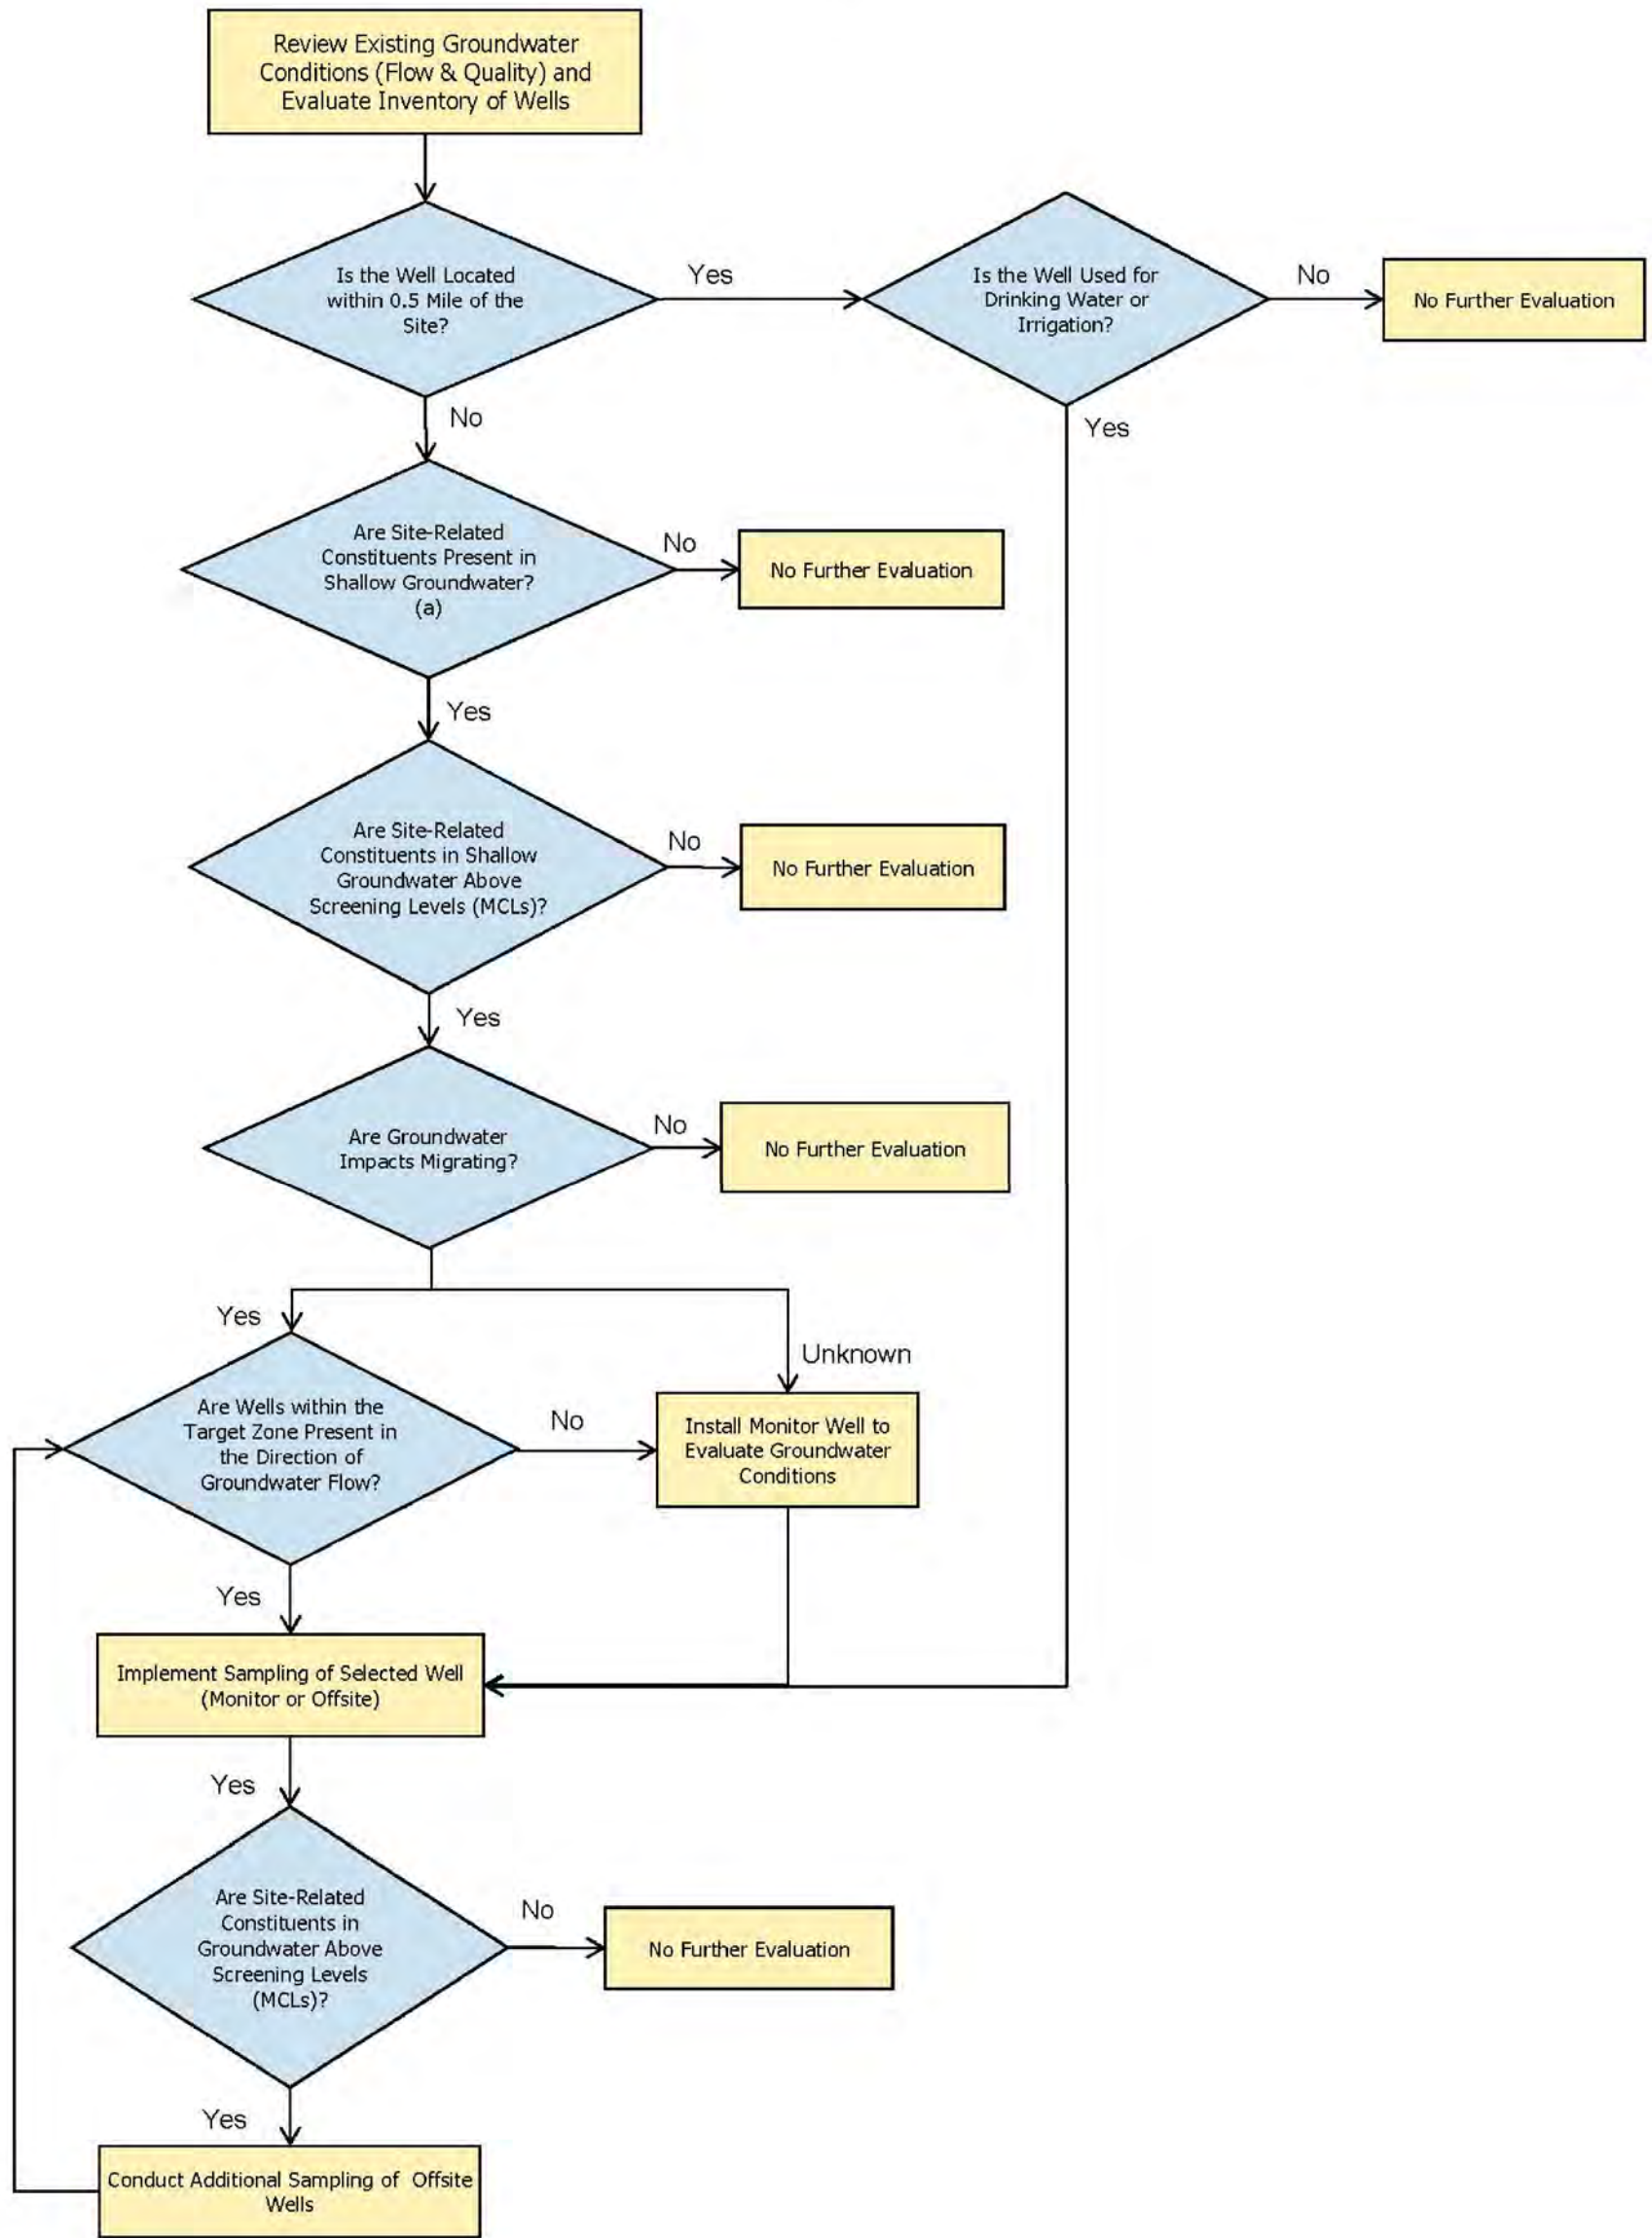 Review Existing Groundwater
Conditions (Flow & Quality) and
Evaluate Inventory of Wells
Is the Well Located
within 0.5 Mile of the
Site?
Yes
Is the Well Used for
Drinking Water or
Irrigation?
No
No Further Evaluation
No
Yes
Are Site-Related
Constituents Present in
Shallow Groundwater?
(a)
No
No Further Evaluation
Yes
Are Site-Related
Constituents in Shallow
Groundwater Above
Screening Levels (MCLs)?
No
No Further Evaluation
Yes
Are Groundwater
Impacts Migrating?
No
No Further Evaluation
Yes
Unknown
Are Wells within the
Target Zone Present in
the Direction of
Groundwater Flow?
No
Install Monitor Well to
Evaluate Groundwater
Conditions
Yes
Implement Sampling of Selected Well
(Monitor or Offsite)
Yes
Are Site-Related
Constituents in
Groundwater Above
Screening Levels
(MCLs)?
No
No Further Evaluation
Yes
Conduct Additional Sampling of Offsite
Wells